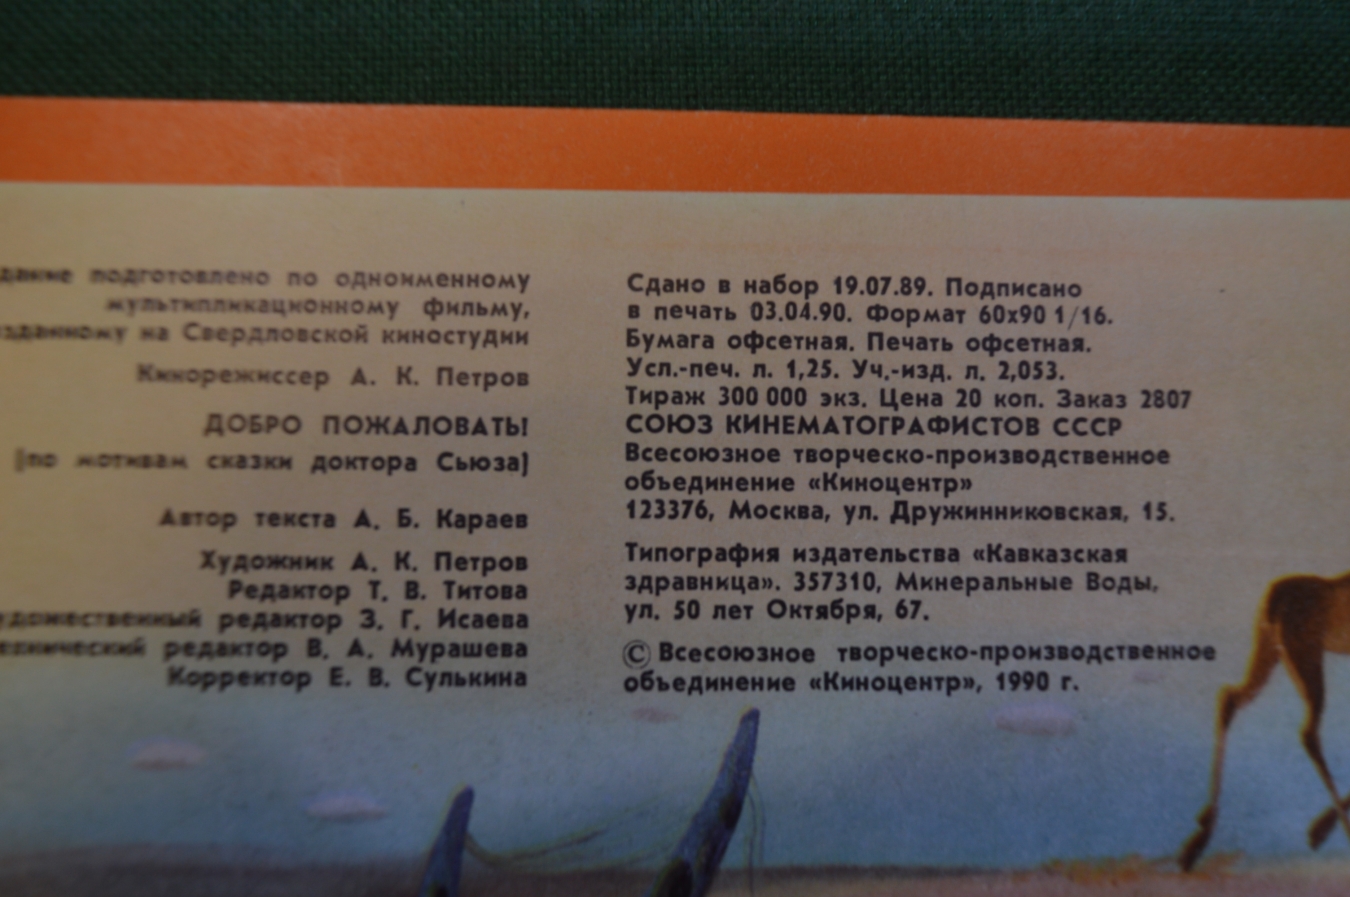 подготовлено по одноименному
мультипликационному фильму,
на Свердловской киностудии
Кинорежиссер А. К. Петров
ДОБРО ПОЖАЛОВАТЬ!
(по мотивам сказки доктора Сьюза)
Автор текста А. Б. Караев
Художник А. К. Петров
Редактор Т. В. Титова
редактор З. Г. Исаева
редактор В. А. Мурашева
Корректор Е. В. Сулькина
Сдано в набор 19.07.89. Подписано
в печать 03.04.90. Формат 60х90 1/16.
Бумага офсетная. Печать офсетная.
Усл.-печ. л. 1,25. Уч.-изд. л. 2,053.
Тираж 300 000 экз. Цена 20 коп. Заказ 2807
СОЮЗ КИНЕМАТОГРАФИСТОВ СССР
Всесоюзное творческо-производственное
объединение «Киноцентр»
123376, Москва, ул. Дружинниковская, 15.
Типография издательства «Кавказская
здравница». 357310, Минеральные Воды,
ул. 50 лет Октября, 67.
© Всесоюзное творческо-производственное
объединение «Киноцентр», 1990 г.